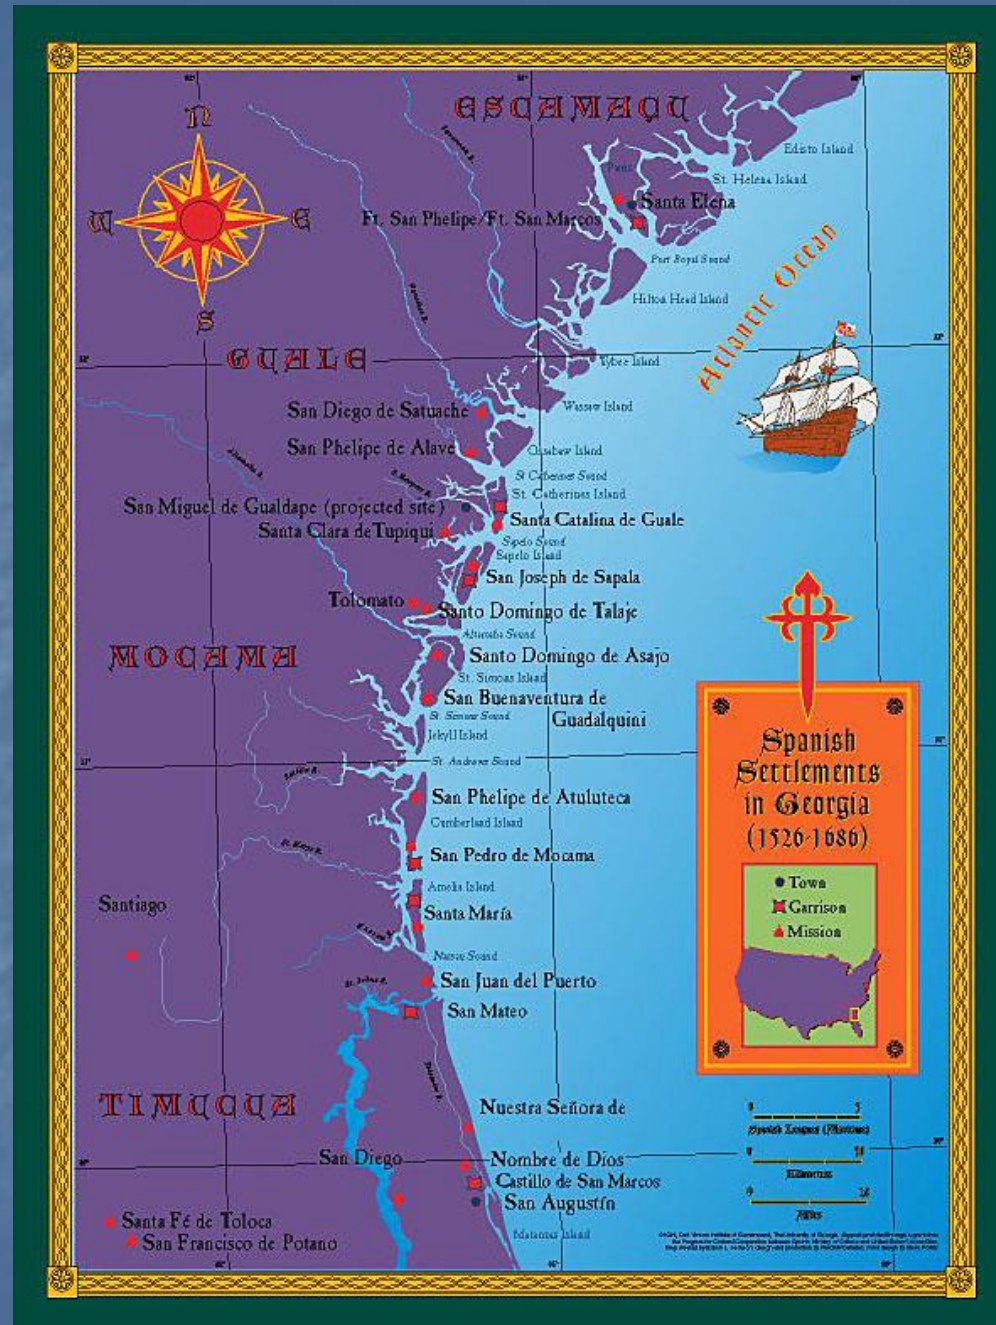 N
W
E
S
ESCAMAÇU
Edisto Island
St. Helena Island
Santa Elena
Ft. San Phelipe/Ft. San Marcos
Port Royal Sound
Hilton Head Island
Atlantic Ocean
GUALE
Tybee Island
San Diego de Satuache
Wassaw Island
San Phelipe de Alave
Ossabaw Island
St Catherines Sound
St. Catherines Island
San Miguel de Gualdape (projected site)
Santa Catalina de Guale
Santa Clara de Tupiqui
Sapelo Sound
Sapelo Island
San Joseph de Sapala
Tolomato
Santo Domingo de Talaje
Altamaha Sound
MOCAMA
Santo Domingo de Asajo
St. Simons Island
San Buenaventura de
Guadalquini
St. Simons Sound
Jekyll Island
St. Andrews Sound
San Phelipe de Atuluteca
Cumberland Island
San Pedro de Mocama
Amelia Island
Santiago
Santa María
Nassau Sound
San Juan del Puerto
San Mateo
TIMUCUA
Nuestra Señora de
San Diego
Nombre de Dios
Castillo de San Marcos
San Augustín
Santa Fé de Toloca
San Francisco de Potano
Matanzas Island
Spanish
Settlements
in Georgia
(1526-1686)
Town
Garrison
Mission
Kilometers
Miles